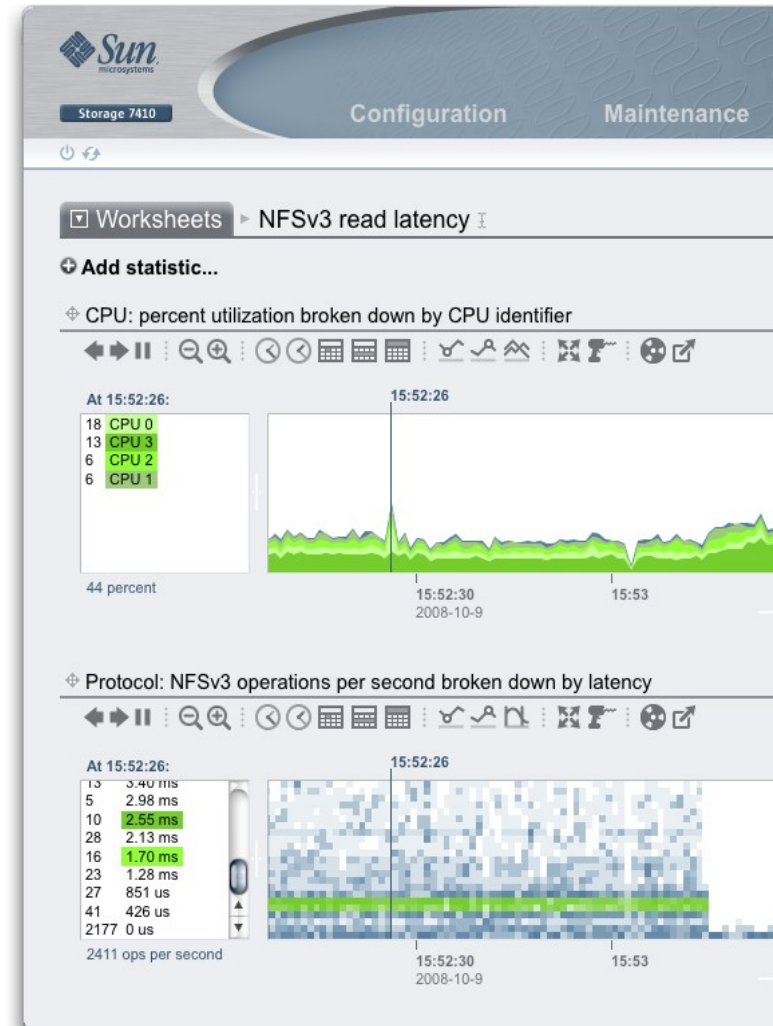 Sun
microsystems
Storage 7410
Configuration Maintenance
Worksheets NFSv3 read latency
Add statistic...
CPU: percent utilization broken down by CPU identifier
At 15:52:26:
15:52:26
18 CPU 0
13 CPU 3
6 CPU 2
6 CPU 1
44 percent
15:52:30 15:53
2008-10-9
Protocol: NFSv3 operations per second broken down by latency
At 15:52:26:
15:52:26
13 3.40 ms
5 2.98 ms
10 2.55 ms
28 2.13 ms
16 1.70 ms
23 1.28 ms
27 851 us
41 426 us
2177 0 us
2411 ops per second
15:52:30 15:53
2008-10-9